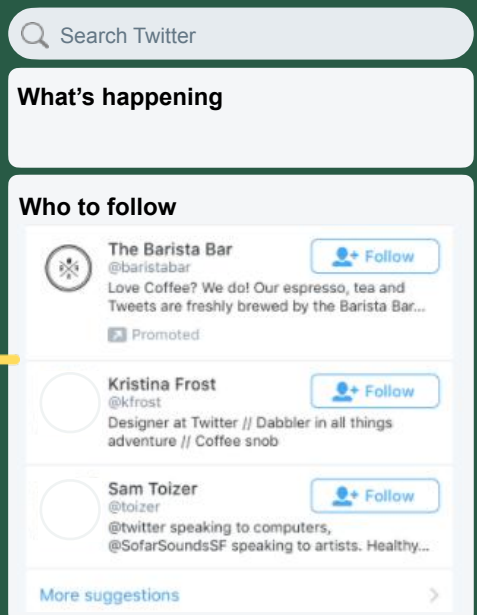 Search Twitter
What's happening
Who to follow
The Barista Bar
Follow
@baristabar
Love Coffee? We do! Our espresso, tea and
Tweets are freshly brewed by the Barista Bar...
Promoted
Kristina Frost
Follow
@kfrost
Designer at Twitter // Dabbler in all things
adventure // Coffee snob
Sam Toizer
Follow
@toizer
@twitter speaking to computers,
@SofarSoundsSF speaking to artists. Healthy...
More suggestions